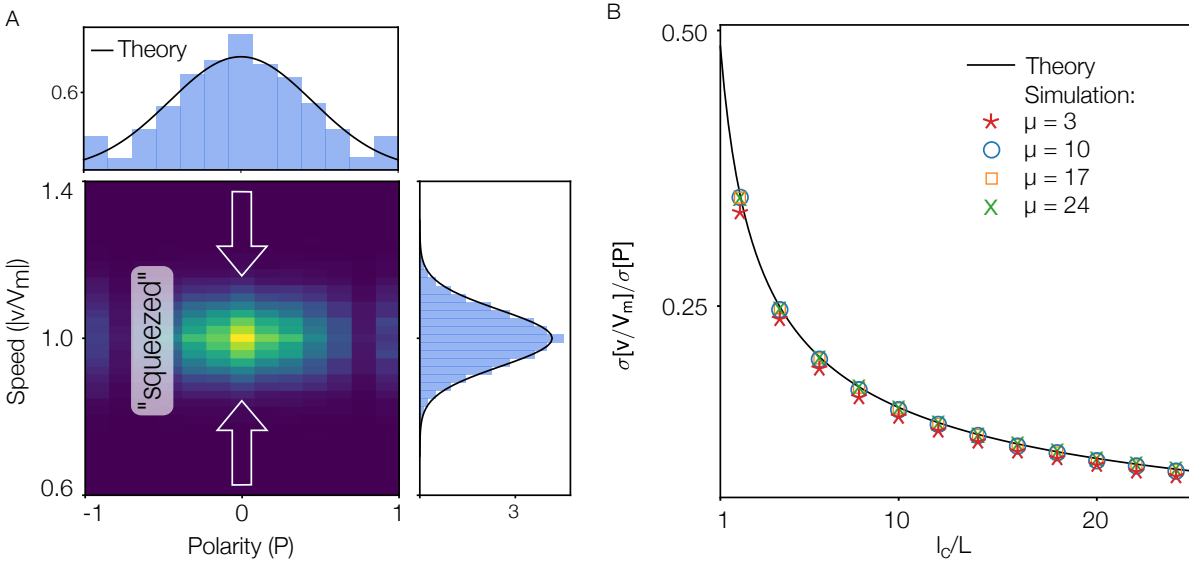 A
Theory
0.6
Speed (|v/Vm|)
1.4
1.0
0.6
"squeezed"
-1
0
1
Polarity (P)
3
B
0.50
0.25
σ[v/Vm]/σ[P]
Theory
Simulation:
μ = 3
μ = 10
μ = 17
μ = 24
1
10
20
lc/L